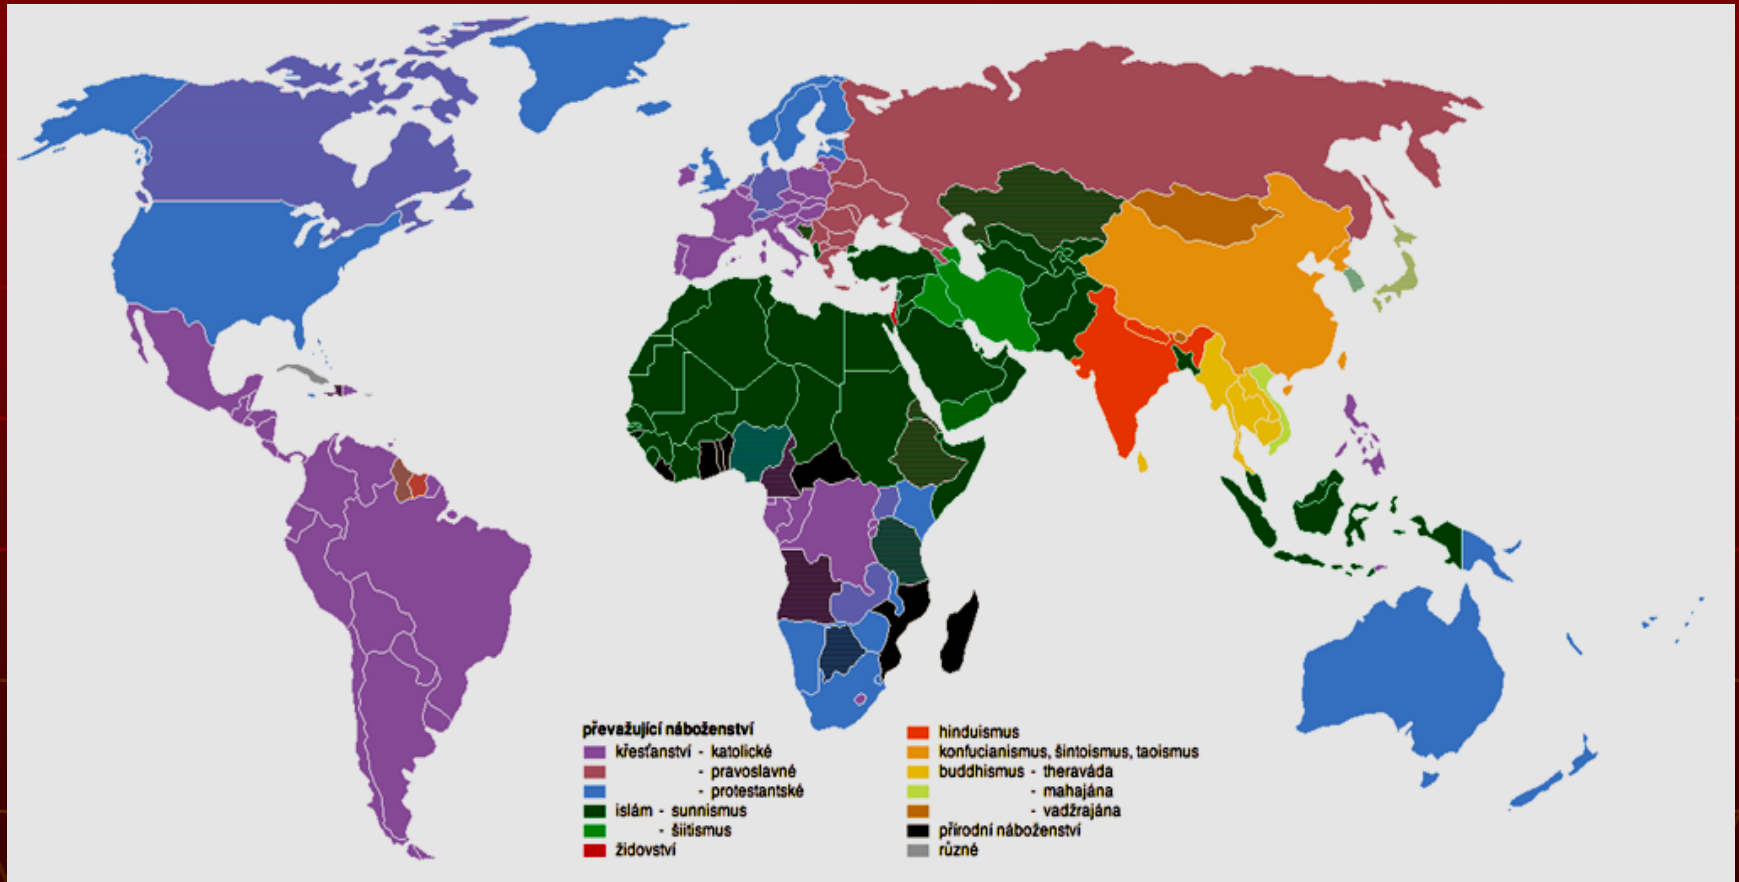 převažující náboženství
křesťanství - katolické
- pravoslavné
- protestantské
islám - sunnismus
- šiitismus
židovství
hinduismus
konfucianismus, šintoismus, taoismus
buddhismus - theraváda
- mahajána
- vadžrajána
přírodní náboženství
různé